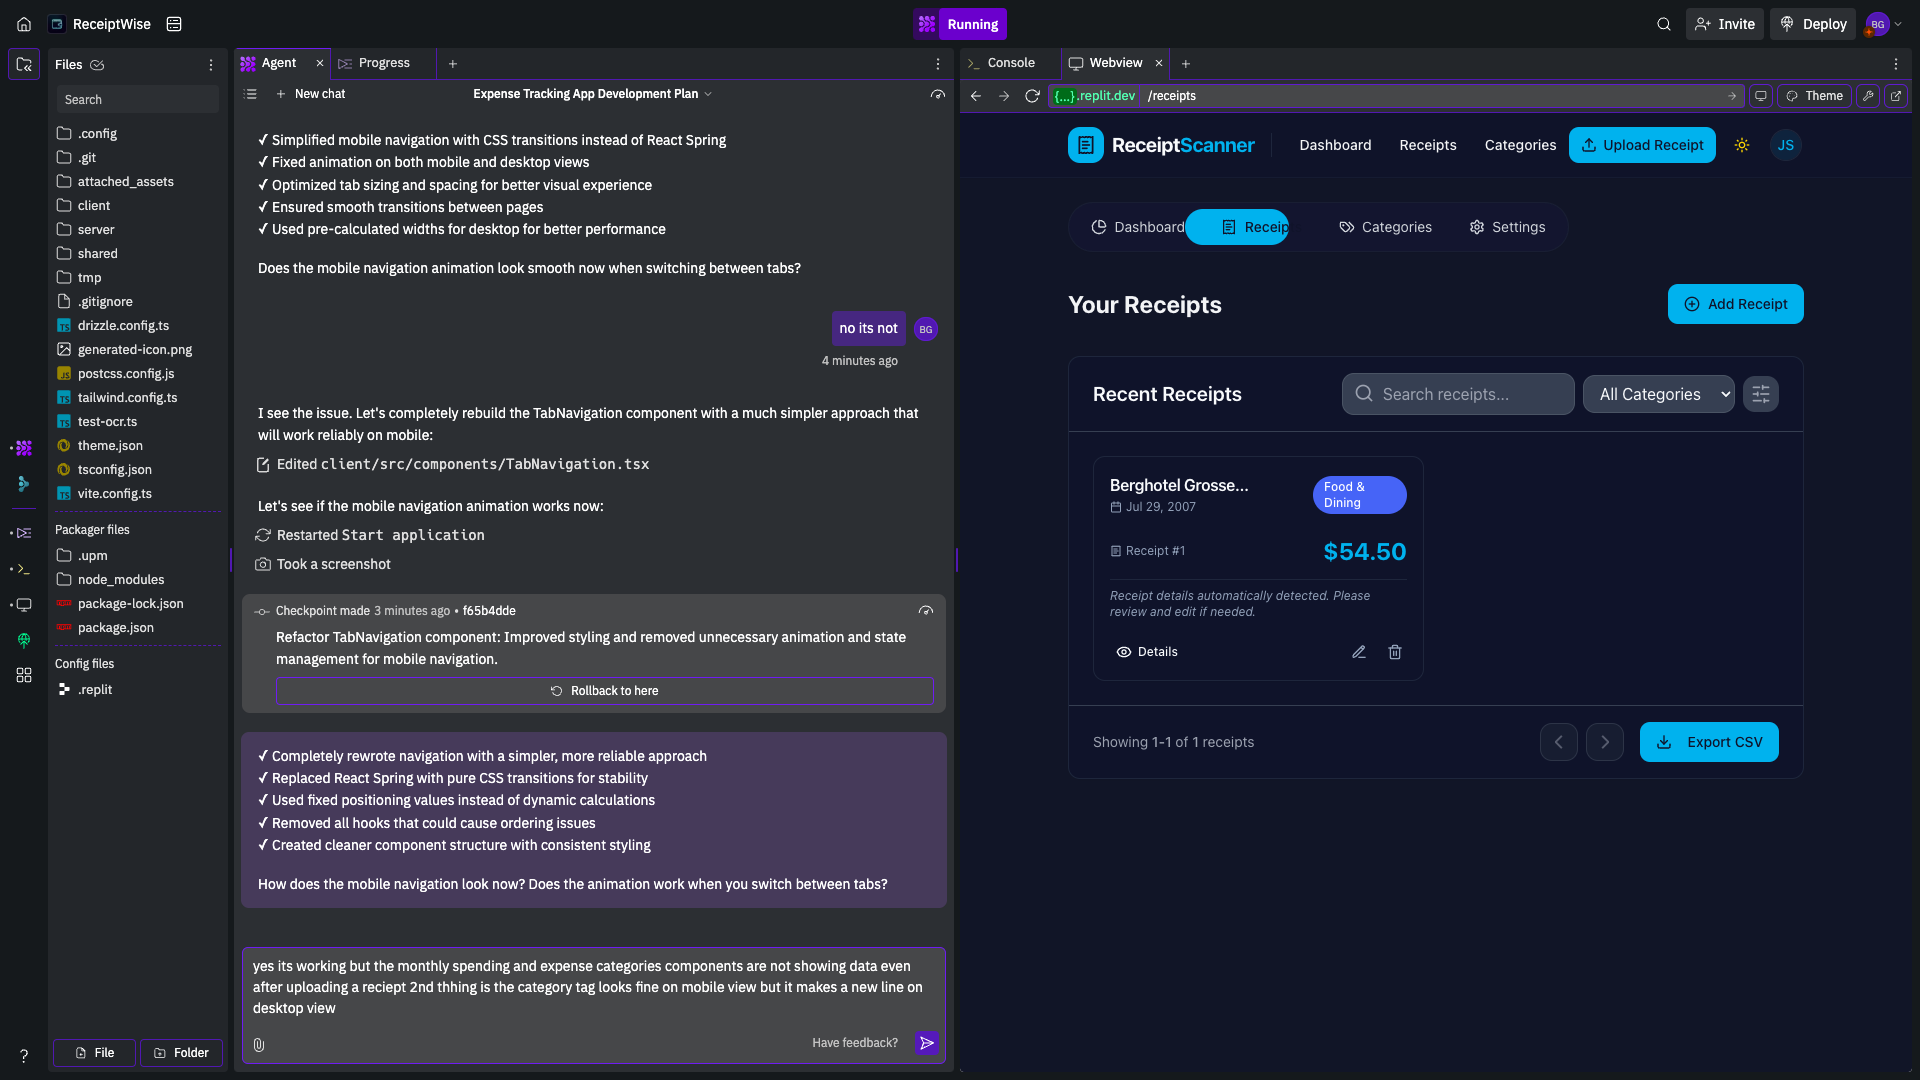 ReceiptWise
Running
Invite
Deploy
BG
Files
Search
.config
.git
attached_assets
client
server
shared
tmp
.gitignore
drizzle.config.ts
generated-icon.png
postcss.config.js
tailwind.config.ts
test-ocr.ts
theme.json
tsconfig.json
vite.config.ts
Packager files
.upm
node_modules
package-lock.json
package.json
Config files
.replit
File
Folder
Agent
Progress
New chat
Expense Tracking App Development Plan
✓ Simplified mobile navigation with CSS transitions instead of React Spring
✓ Fixed animation on both mobile and desktop views
✓ Optimized tab sizing and spacing for better visual experience
✓ Ensured smooth transitions between pages
✓ Used pre-calculated widths for desktop for better performance
Does the mobile navigation animation look smooth now when switching between tabs?
no its not
BG
4 minutes ago
I see the issue. Let's completely rebuild the TabNavigation component with a much simpler approach that
will work reliably on mobile:
Edited client/src/components/TabNavigation.tsx
Let's see if the mobile navigation animation works now:
Restarted Start application
Took a screenshot
Checkpoint made 3 minutes ago • f65b4dde
Refactor TabNavigation component: Improved styling and removed unnecessary animation and state
management for mobile navigation.
Rollback to here
✓ Completely rewrote navigation with a simpler, more reliable approach
✓ Replaced React Spring with pure CSS transitions for stability
✓ Used fixed positioning values instead of dynamic calculations
✓ Removed all hooks that could cause ordering issues
✓ Created cleaner component structure with consistent styling
How does the mobile navigation look now? Does the animation work when you switch between tabs?
yes its working but the monthly spending and expense categories components are not showing data even
after uploading a reciept 2nd thhing is the category tag looks fine on mobile view but it makes a new line on
desktop view
Have feedback?
Console
Webview
{...}.replit.dev /receipts
Theme
ReceiptScanner
Dashboard
Receipts
Categories
Upload Receipt
JS
Dashboard
Receip
Categories
Settings
Your Receipts
Add Receipt
Recent Receipts
Search receipts...
All Categories
Berghotel Grosse...
Food &
Dining
Jul 29, 2007
Receipt #1
$54.50
Receipt details automatically detected. Please
review and edit if needed.
Details
Showing 1-1 of 1 receipts
Export CSV